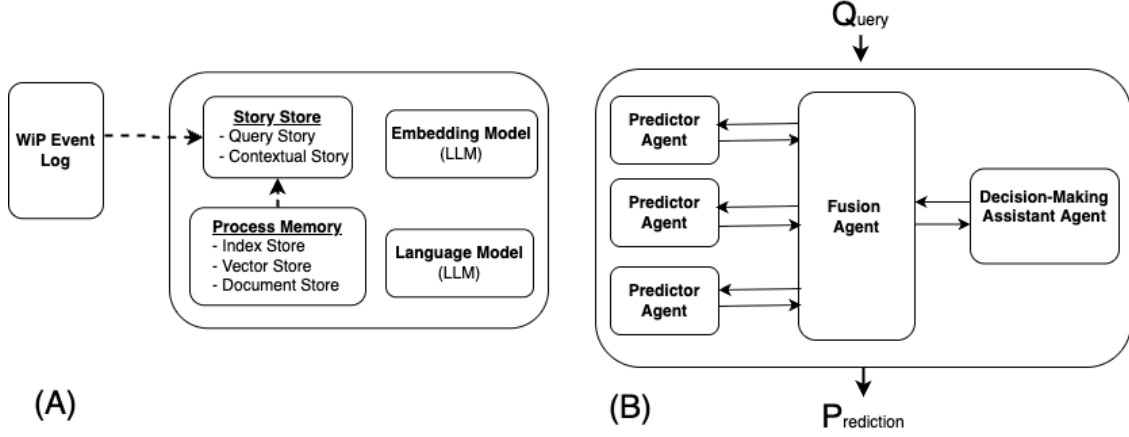 WiP Event
Log
Story Store
- Query Story
- Contextual Story
Embedding Model
(LLM)
Process Memory
- Index Store
- Vector Store
- Document Store
Language Model
(LLM)
(A)
Query
Predictor
Agent
Predictor
Agent
Predictor
Agent
Fusion
Agent
Decision-Making
Assistant Agent
(B)
Prediction